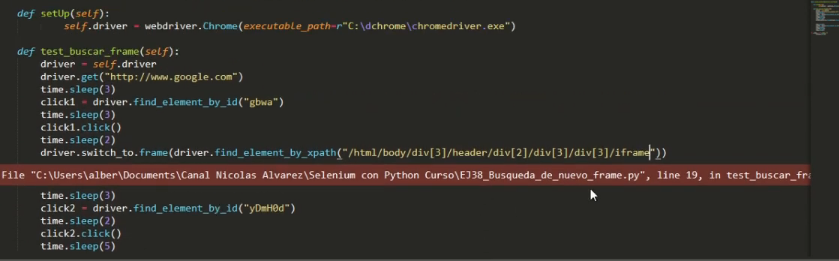 def setUp(self):
self.driver = webdriver.Chrome(executable_path=r"C:\dchrome\chromedriver.exe")
def test_buscar_frame(self):
driver = self.driver
driver.get("http://www.google.com")
time.sleep(3)
click1 = driver.find_element_by_id("gbwa")
time.sleep(3)
click1.click()
time.sleep(2)
driver.switch_to.frame(driver.find_element_by_xpath("/html/body/div[3]/header/div[2]/div[3]/div[3]/iframe"))
File "C:\Users\alber\Documents\Canal Nicolas Alvarez\Selenium con Python Curso\EJ38_Busqueda_de_nuevo_frame.py", line 19, in test_buscar_fra
time.sleep(3)
click2 = driver.find_element_by_id("yDmH0d")
time.sleep(2)
click2.click()
time.sleep(5)